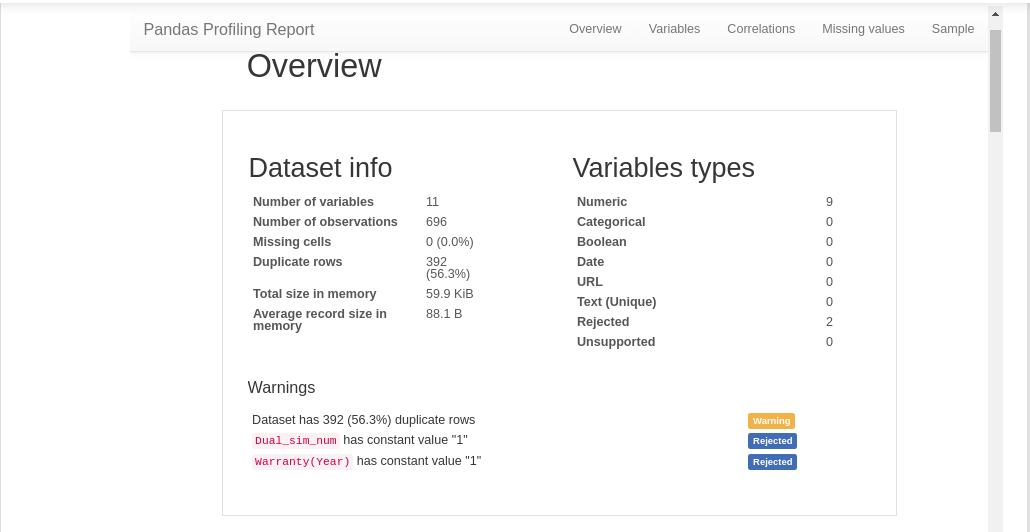 Pandas Profiling Report Overview Variables Correlations Missing values Sample
Overview
Dataset info
Number of variables 11
Number of observations 696
Missing cells 0 (0.0%)
Duplicate rows 392
(56.3%)
Total size in memory 59.9 KiB
Average record size in 88.1 B
memory
Variables types
Numeric 9
Categorical 0
Boolean 0
Date 0
URL 0
Text (Unique) 0
Rejected 2
Unsupported 0
Warnings
Dataset has 392 (56.3%) duplicate rows Warning
Dual_sim_num has constant value "1" Rejected
Warranty(Year) has constant value "1" Rejected